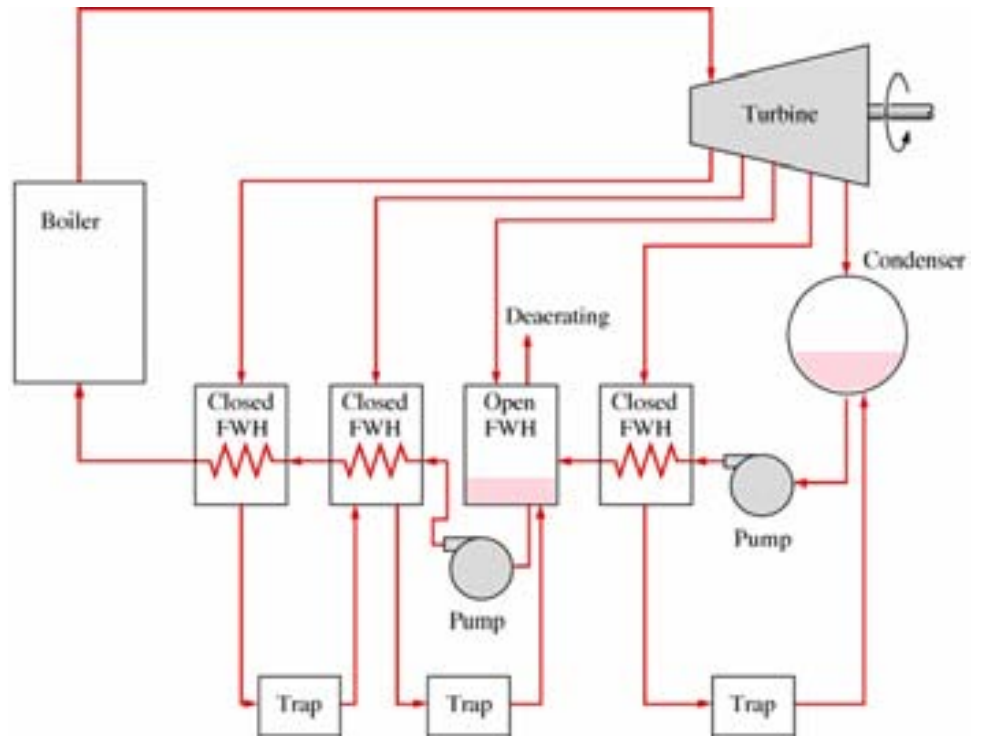 Turbine
Boiler
Condenser
Deaerating
Closed
FWH
Closed
FWH
Open
FWH
Closed
FWH
Pump
Pump
Trap
Trap
Trap